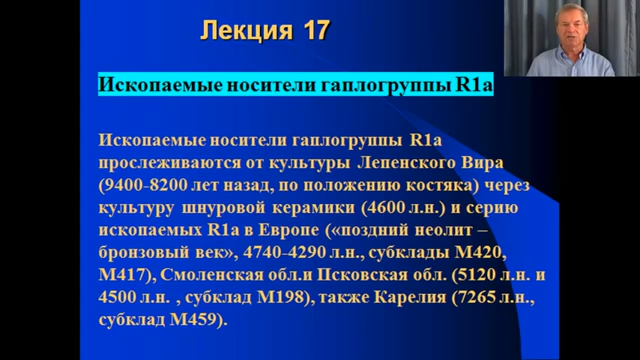 Лекция 17
Ископаемые носители гаплогруппы R1a
Ископаемые носители гаплогруппы R1a
прослеживаются от культуры Лепенского Вира
(9400-8200 лет назад, по положению костяка) через
культуру шнуровой керамики (4600 л.н.) и серию
ископаемых R1a в Европе («поздний неолит –
бронзовый век», 4740-4290 л.н., субклады М420,
М417), Смоленская обл.и Псковская обл. (5120 л.н. и
4500 л.н. , субклад М198), также Карелия (7265 л.н.,
субклад М459).